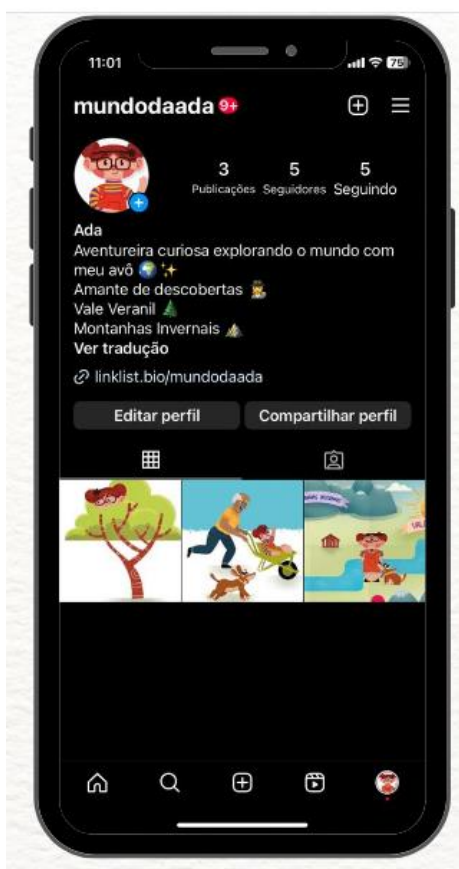 11:01
75
mundodaada 9+
3 5 5
Publicações Seguidores Seguindo
Ada
Aventureira curiosa explorando o mundo com
meu avô 🌍✨
Amante de descobertas 🕵️
Vale Veranil 🌲
Montanhas Invernais ⛰️
Ver tradução
linklist.bio/mundodaada
Editar perfil
Compartilhar perfil